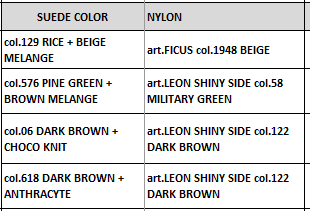 SUEDE COLOR NYLON
col.129 RICE + BEIGE
MELANGE
art.FICUS col.1948 BEIGE
col.576 PINE GREEN +
BROWN MELANGE
art.LEON SHINY SIDE col.58
MILITARY GREEN
col.06 DARK BROWN +
CHOCO KNIT
art.LEON SHINY SIDE col.122
DARK BROWN
col.618 DARK BROWN +
ANTHRACYTE
art.LEON SHINY SIDE col.122
DARK BROWN